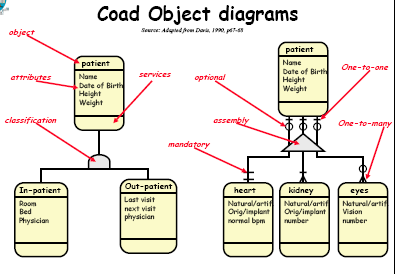 Coad Object diagrams
Source: Adapted from Davis, 1990, p67-68
object
attributes
classification
services
patient
Name
Date of Birth
Height
Weight
In-patient
Room
Bed
Physician
Out-patient
Last visit
next visit
physician
optional
assembly
mandatory
One-to-one
One-to-many
patient
Name
Date of Birth
Height
Weight
heart
Natural/artif
Orig/implant
normal bpm
kidney
Natural/artif
Orig/implant
number
eyes
Natural/artif
Vision
number